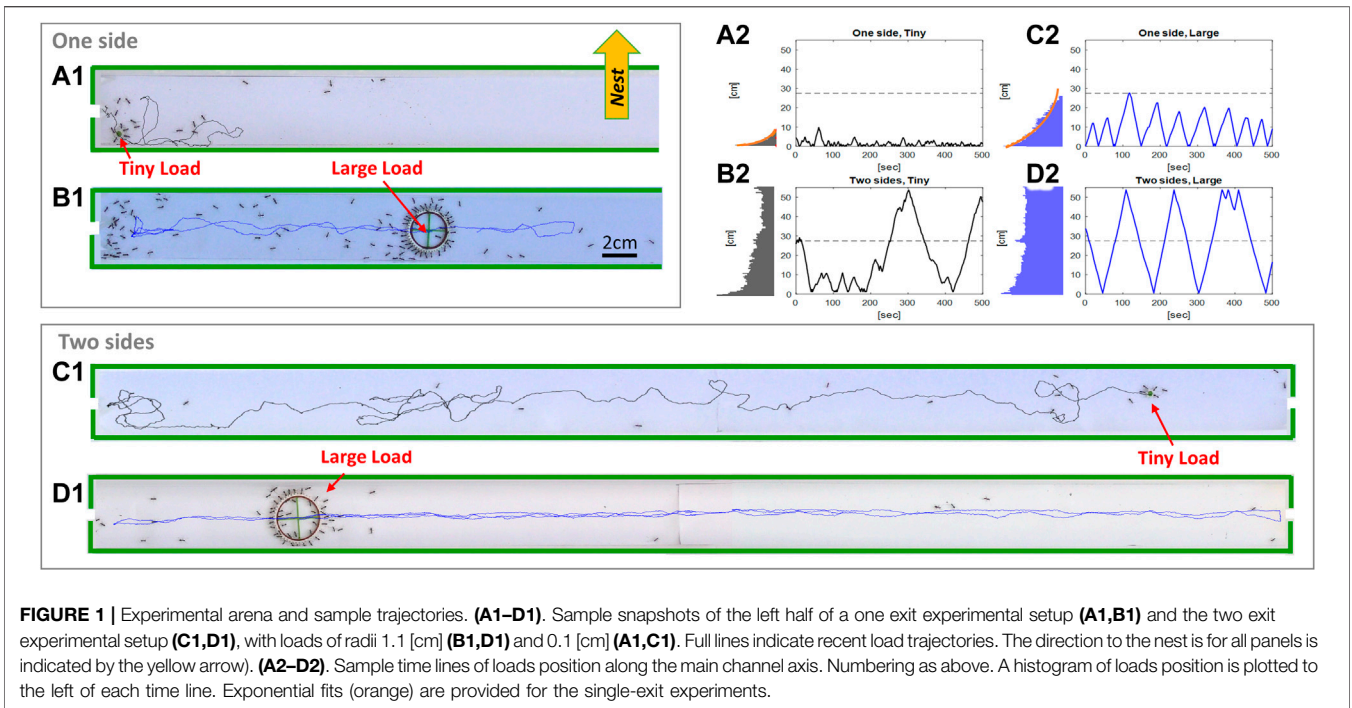 One side
A1
Nest
Tiny Load
Large Load
B1
2cm
A2
One side, Tiny
[cm]
50
40
30
20
10
0
0 100 200 300 400 500
[sec]
C2
One side, Large
[cm]
50
40
30
20
10
0
0 100 200 300 400 500
[sec]
B2
Two sides, Tiny
[cm]
50
40
30
20
10
0
0 100 200 300 400 500
[sec]
D2
Two sides, Large
[cm]
50
40
30
20
10
0
0 100 200 300 400 500
[sec]
Two sides
C1
Tiny Load
Large Load
D1
FIGURE 1 | Experimental arena and sample trajectories. (A1–D1). Sample snapshots of the left half of a one exit experimental setup (A1,B1) and the two exit
experimental setup (C1,D1), with loads of radii 1.1 [cm] (B1,D1) and 0.1 [cm] (A1,C1). Full lines indicate recent load trajectories. The direction to the nest is for all panels is
indicated by the yellow arrow). (A2–D2). Sample time lines of loads position along the main channel axis. Numbering as above. A histogram of loads position is plotted to
the left of each time line. Exponential fits (orange) are provided for the single-exit experiments.